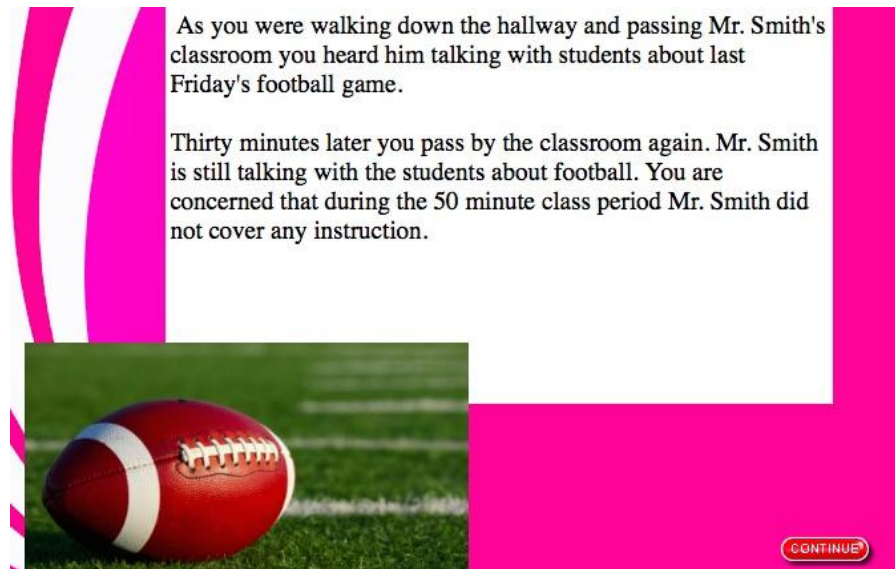 As you were walking down the hallway and passing Mr. Smith's
classroom you heard him talking with students about last
Friday's football game.
Thirty minutes later you pass by the classroom again. Mr. Smith
is still talking with the students about football. You are
concerned that during the 50 minute class period Mr. Smith did
not cover any instruction.
CONTINUE